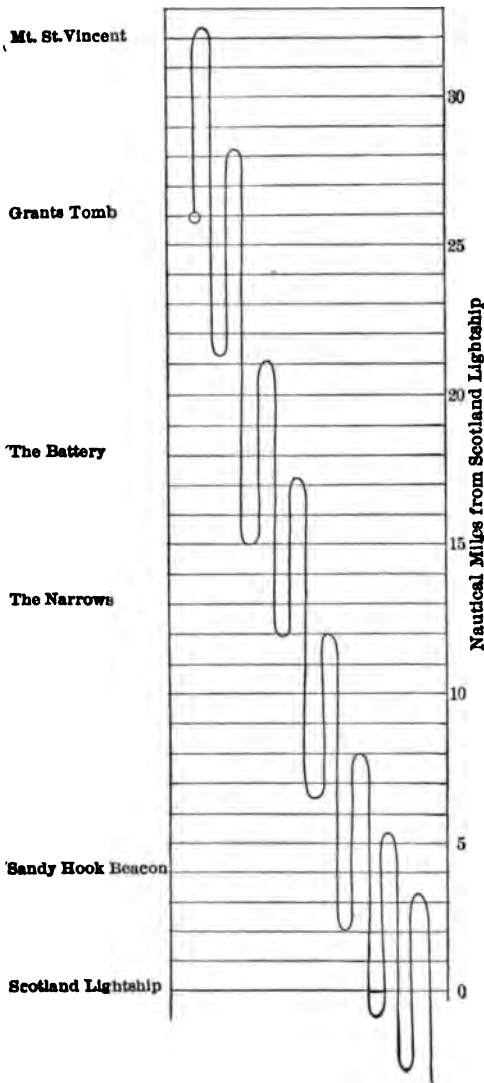 Mt. St. Vincent
30
Grants Tomb
25
20
The Battery
15
The Narrows
10
5
Sandy Hook Beacon
Scotland Lightship
0
Nautical Miles from Scotland Lightship